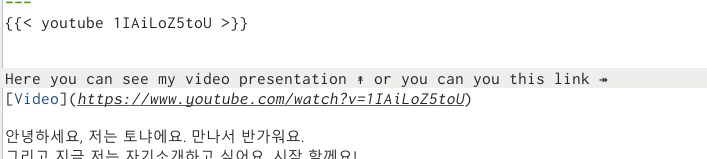 ---
{{< youtube 1IAiLoZ5toU >}}
Here you can see my video presentation ↟ or you can you this link ↠
[Video](https://www.youtube.com/watch?v=1IAiLoZ5toU)
안녕하세요, 저는 토냐에요. 만나서 반가워요.
그리고 지금 저는 자기소개하고 싶어요. 시작 할께요!